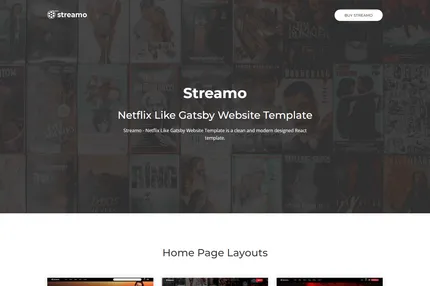 streamo
BUY STREAMO
Streamo
Netflix Like Gatsby Website Template
Streamo - Netflix Like Gatsby Website Template is a clean and modern designed React
template.
RING
Home Page Layouts